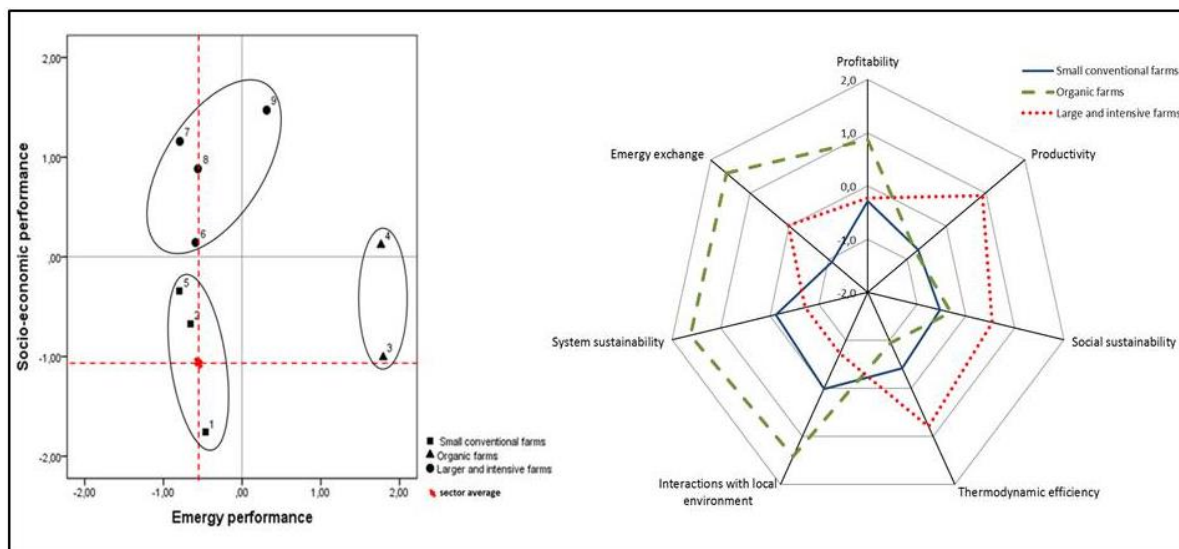 2,00
1,00
,00
-1,00
-2,00
Socio-economic performance
7
8
9
6
5
2
1
4
3
-2,00
-1,00
,00
1,00
2,00
Emergy performance
Small conventional farms
Organic farms
Larger and intensive farms
sector average
Profitability
2,0
1,0
0,0
-1,0
-2,0
Emergy exchange
Productivity
System sustainability
Social sustainability
Interactions with local
environment
Thermodynamic efficiency
Small conventional farms
Organic farms
Large and intensive farms